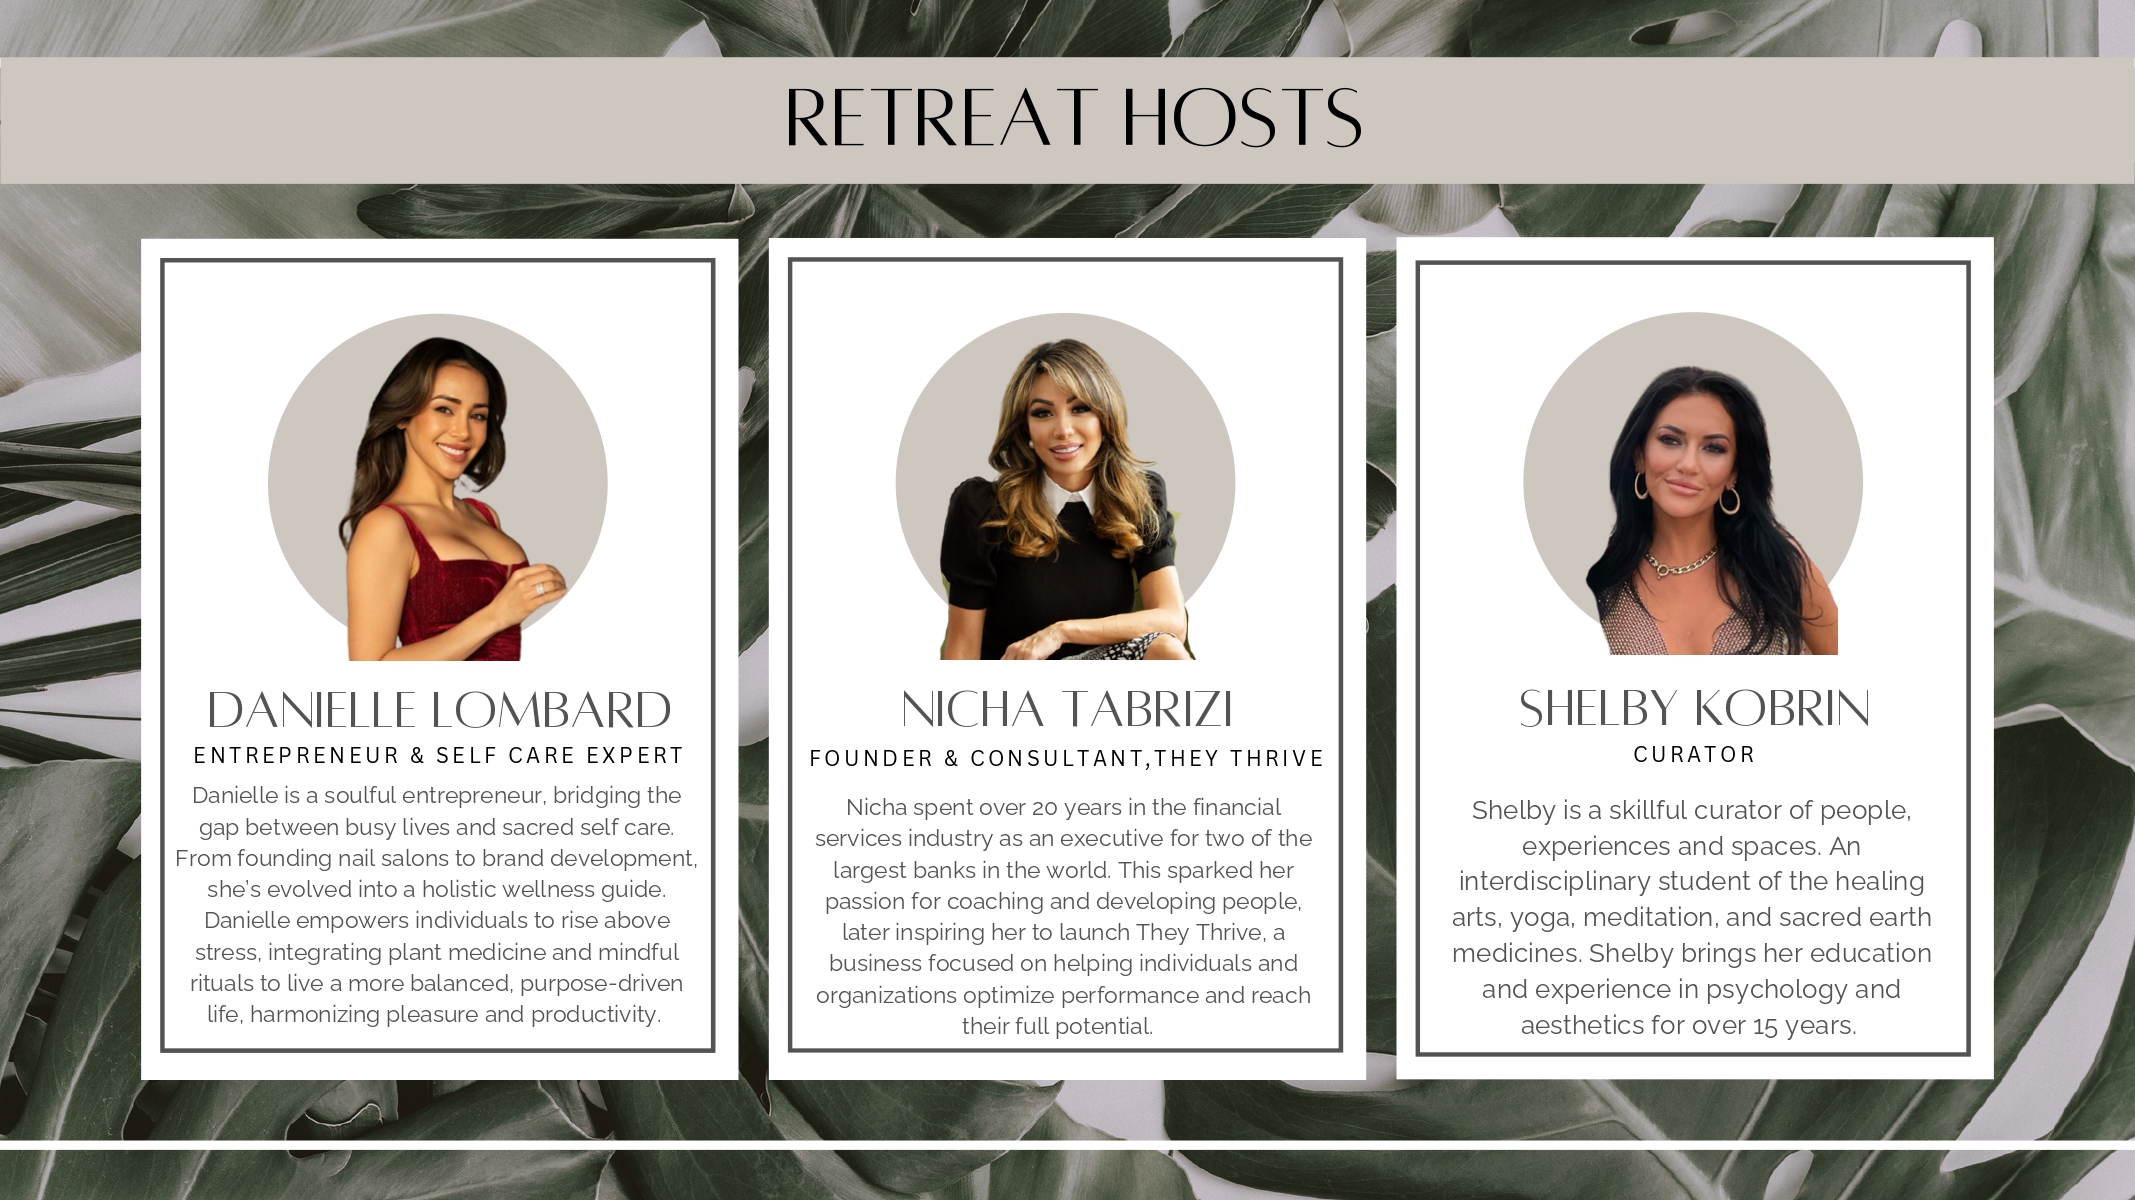 RETREAT HOSTS
DANIELLE LOMBARD
ENTREPRENEUR & SELF CARE EXPERT
Danielle is a soulful entrepreneur, bridging the
gap between busy lives and sacred self care.
From founding nail salons to brand development,
she's evolved into a holistic wellness guide.
Danielle empowers individuals to rise above
stress, integrating plant medicine and mindful
rituals to live a more balanced, purpose-driven
life, harmonizing pleasure and productivity.
NICHA TABRIZI
FOUNDER & CONSULTANT,THEY THRIVE
Nicha spent over 20 years in the financial
services industry as an executive for two of the
largest banks in the world. This sparked her
passion for coaching and developing people,
later inspiring her to launch They Thrive, a
business focused on helping individuals and
organizations optimize performance and reach
their full potential.
SHELBY KOBRIN
CURATOR
Shelby is a skillful curator of people,
experiences and spaces. An
interdisciplinary student of the healing
arts, yoga, meditation, and sacred earth
medicines. Shelby brings her education
and experience in psychology and
aesthetics for over 15 years.